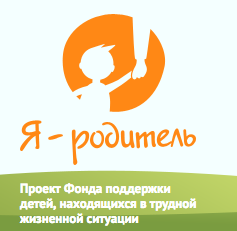 Я - родитель
Проект Фонда поддержки
детей, находящихся в трудной
жизненной ситуации